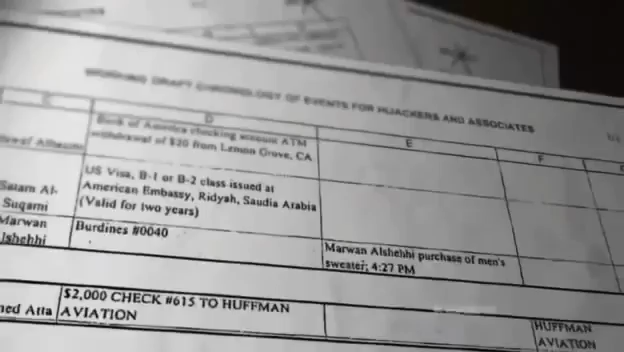 WORKING DRAFT CHRONOLOGY OF EVENTS FOR HIJACKERS AND ASSOCIATES
C D E F
Bank of America checking account ATM
withdrawal of $20 from Lemon Grove, CA
US Visa, B-1 or B-2 class issued at
American Embassy, Ridyah, Saudia Arabia
(Valid for two years)
Satam Al-
Suqami
Marwan
lshehhi
Burdines #0040
Marwan Alshehhi purchase of men's
sweater; 4:27 PM
ned Atta
$2,000 CHECK #615 TO HUFFMAN
AVIATION
HUFFMAN
AVIATION